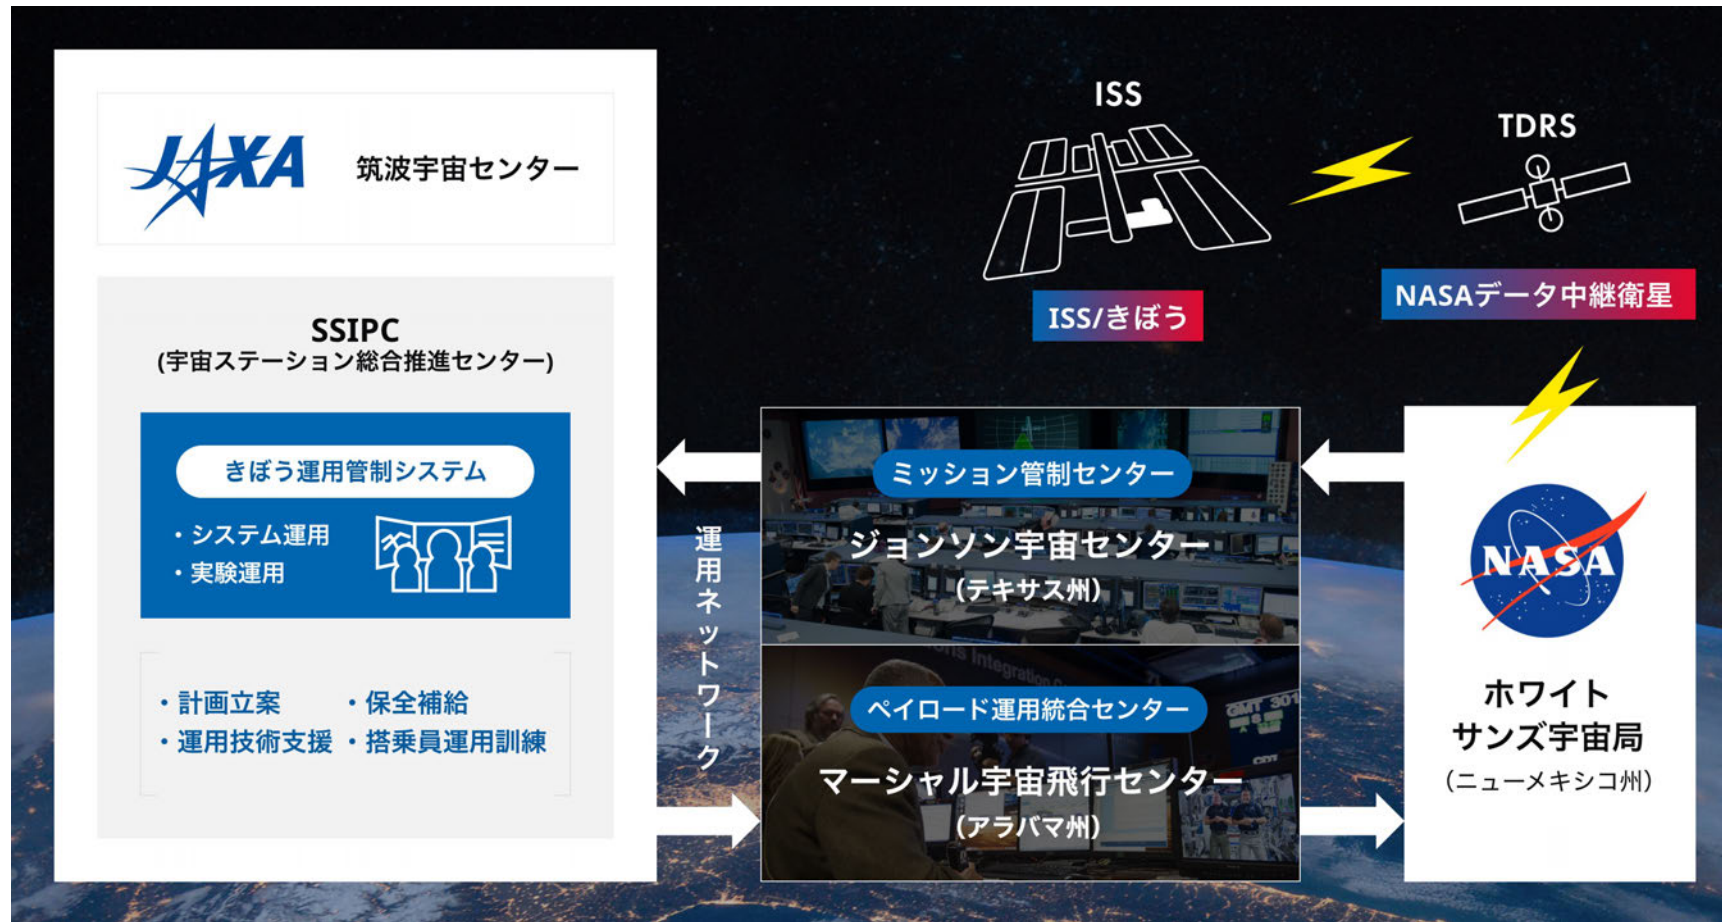 JAXA
筑波宇宙センター
SSIPC
(宇宙ステーション総合推進センター)
きぼう運用管制システム
・システム運用
・実験運用
・計画立案
・保全補給
・運用技術支援
・搭乗員運用訓練
運用ネットワーク
ISS
ISS/きぼう
TDRS
NASAデータ中継衛星
ミッション管制センター
ジョンソン宇宙センター
（テキサス州）
ペイロード運用統合センター
マーシャル宇宙飛行センター
（アラバマ州）
GMT 301
NASA
ホワイト
サンズ宇宙局
（ニューメキシコ州）